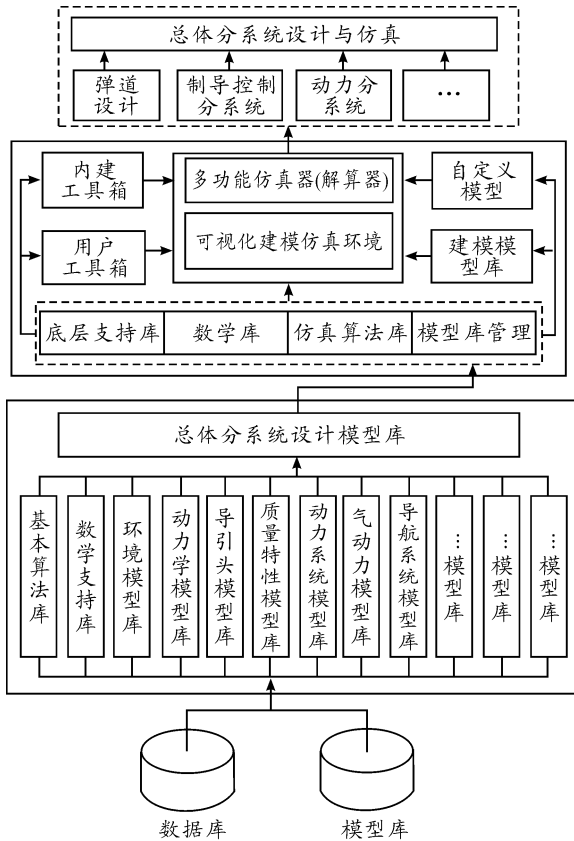 总体分系统设计与仿真
弹道
设计
制导控制
分系统
动力分
系统
…
内建
工具箱
多功能仿真器(解算器)
自定义
模型
用户
工具箱
可视化建模仿真环境
建模模
型库
底层支持库
数学库
仿真算法库
模型库管理
总体分系统设计模型库
基本算法库
数学支持库
环境模型库
动力学模型库
导引头模型库
质量特性模型库
动力系统模型库
气动力模型库
导航系统模型库
…模型库
…模型库
…模型库
数据库
模型库